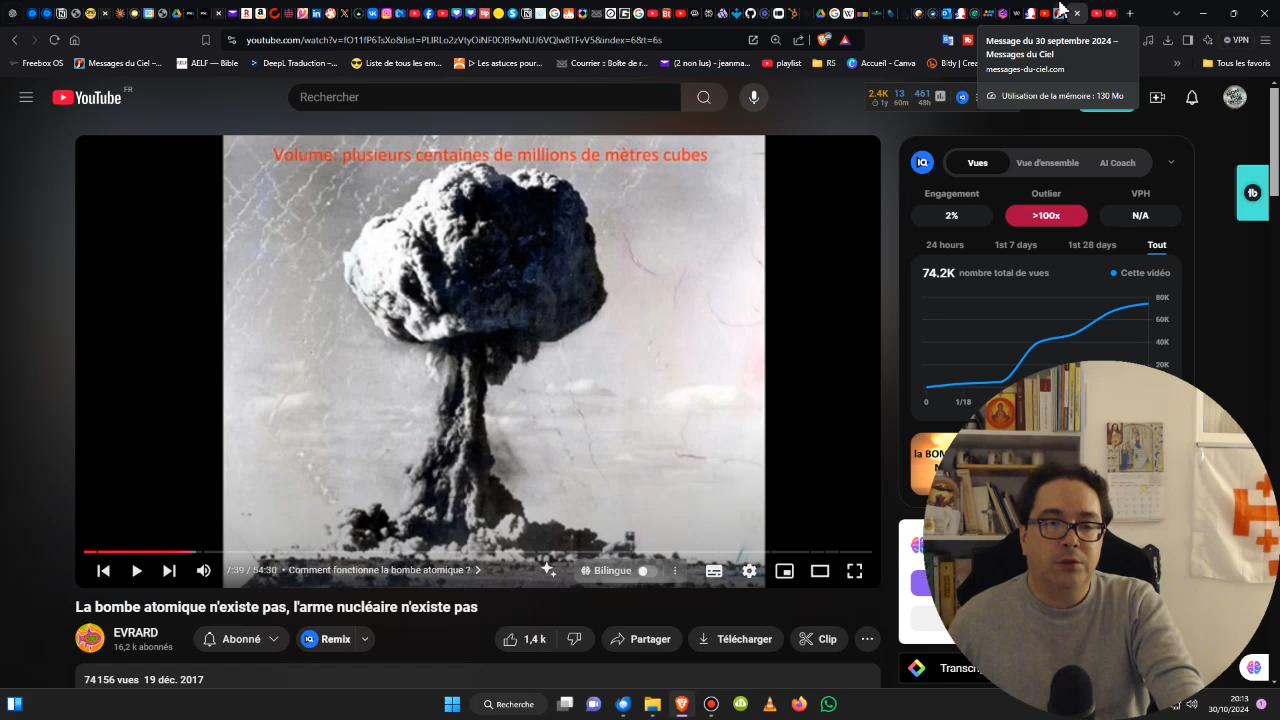 youtube.com/watch?v=fO11fP6TsXo&list=PLlRLo2zVtyOiNF0OB9wNUJ6VQlw8TFvV5&index=6&t=6s
VPN
Message du 30 septembre 2024 –
Messages du Ciel
messages-du-ciel.com
Utilisation de la mémoire : 130 Mo
Freebox OS
Messages du Ciel –...
AELF — Bible
DeepL Traduction –...
Liste de tous les em...
▷ Les astuces pour...
Courrier : Boîte de r...
(2 non lus) - jeanma...
playlist
RS
Accueil - Canva
Bitly | Crea
»
Tous les favoris
YouTube FR
Rechercher
2.4K 13 461
1y 60m 48h
Volume: plusieurs centaines de millions de mètres cubes
IQ
Vues
Vue d'ensemble
AI Coach
Engagement
Outlier
VPH
2%
>100x
N/A
24 hours
1st 7 days
1st 28 days
Tout
74.2K nombre total de vues
Cette vidéo
80K
60K
40K
20K
0
1/18
la BOM
7:39 / 54:30 • Comment fonctionne la bombe atomique ?
Bilingue
La bombe atomique n'existe pas, l'arme nucléaire n'existe pas
EVRARD
16,2 k abonnés
Abonné
Remix
1,4 k
Partager
Télécharger
Clip
Transc
74 156 vues 19 déc. 2017
Recherche
20:13
30/10/2024